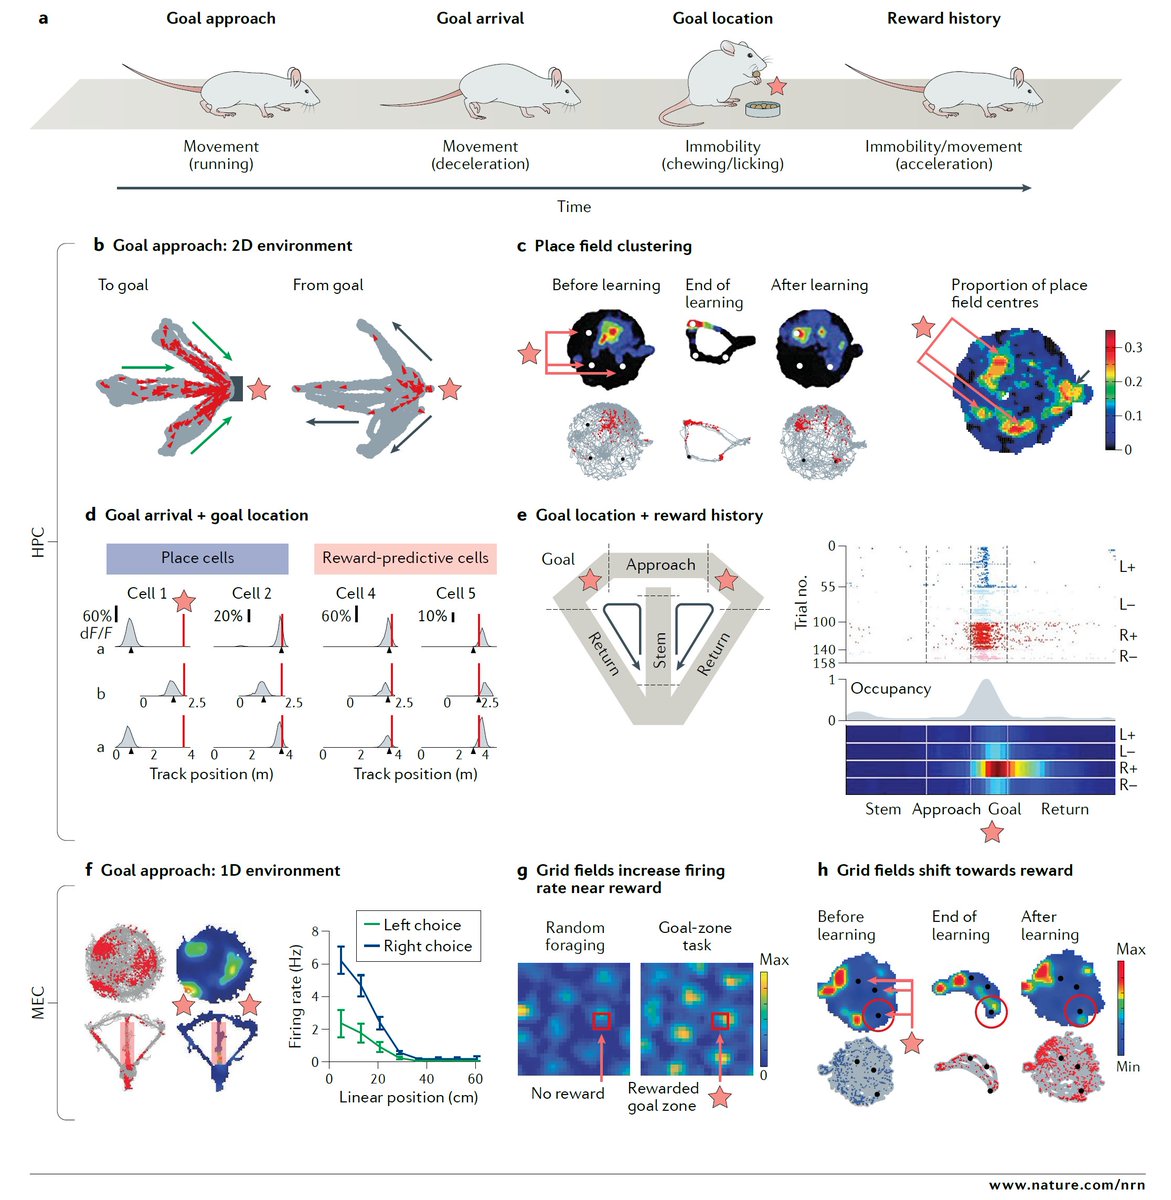 a
Goal approach
Goal arrival
Goal location
Reward history
Movement
(running)
Movement
(deceleration)
Immobility
(chewing/licking)
Immobility/movement
(acceleration)
Time
HPC
b Goal approach: 2D environment
To goal
From goal
c Place field clustering
Before learning
End of
learning
After learning
Proportion of place
field centres
0.3
0.2
0.1
0
d Goal arrival + goal location
Place cells
Reward-predictive cells
Cell 1
Cell 2
Cell 4
Cell 5
60%
dF/F
20%
60%
10%
a
b
0 2.5
0 2.5
0 2.5
0 2.5
a
0 2 4
0 2 4
0 2 4
0 2 4
Track position (m)
Track position (m)
e Goal location + reward history
Goal
Approach
Return
Stem
Return
Trial no.
0
55
100
140
158
L+
L–
R+
R–
1
0
Occupancy
L+
L–
R+
R–
Stem Approach Goal Return
MEC
f Goal approach: 1D environment
Left choice
Right choice
Firing rate (Hz)
8
6
4
2
0
0 20 40 60
Linear position (cm)
g Grid fields increase firing
rate near reward
Random
foraging
Goal-zone
task
Max
0
No reward
Rewarded
goal zone
h Grid fields shift towards reward
Before
learning
End of
learning
After
learning
Max
Min
www.nature.com/nrn